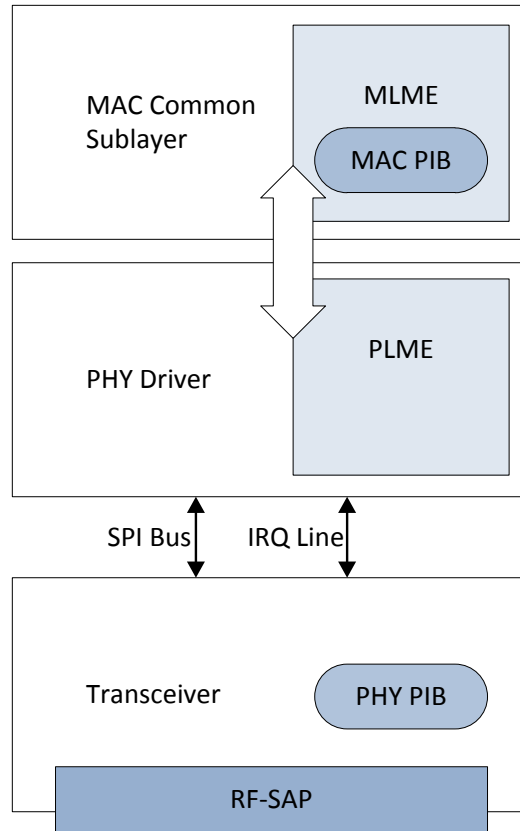 MAC Common
Sublayer
MLME
MAC PIB
PHY Driver
PLME
SPI Bus
IRQ Line
Transceiver
PHY PIB
RF-SAP